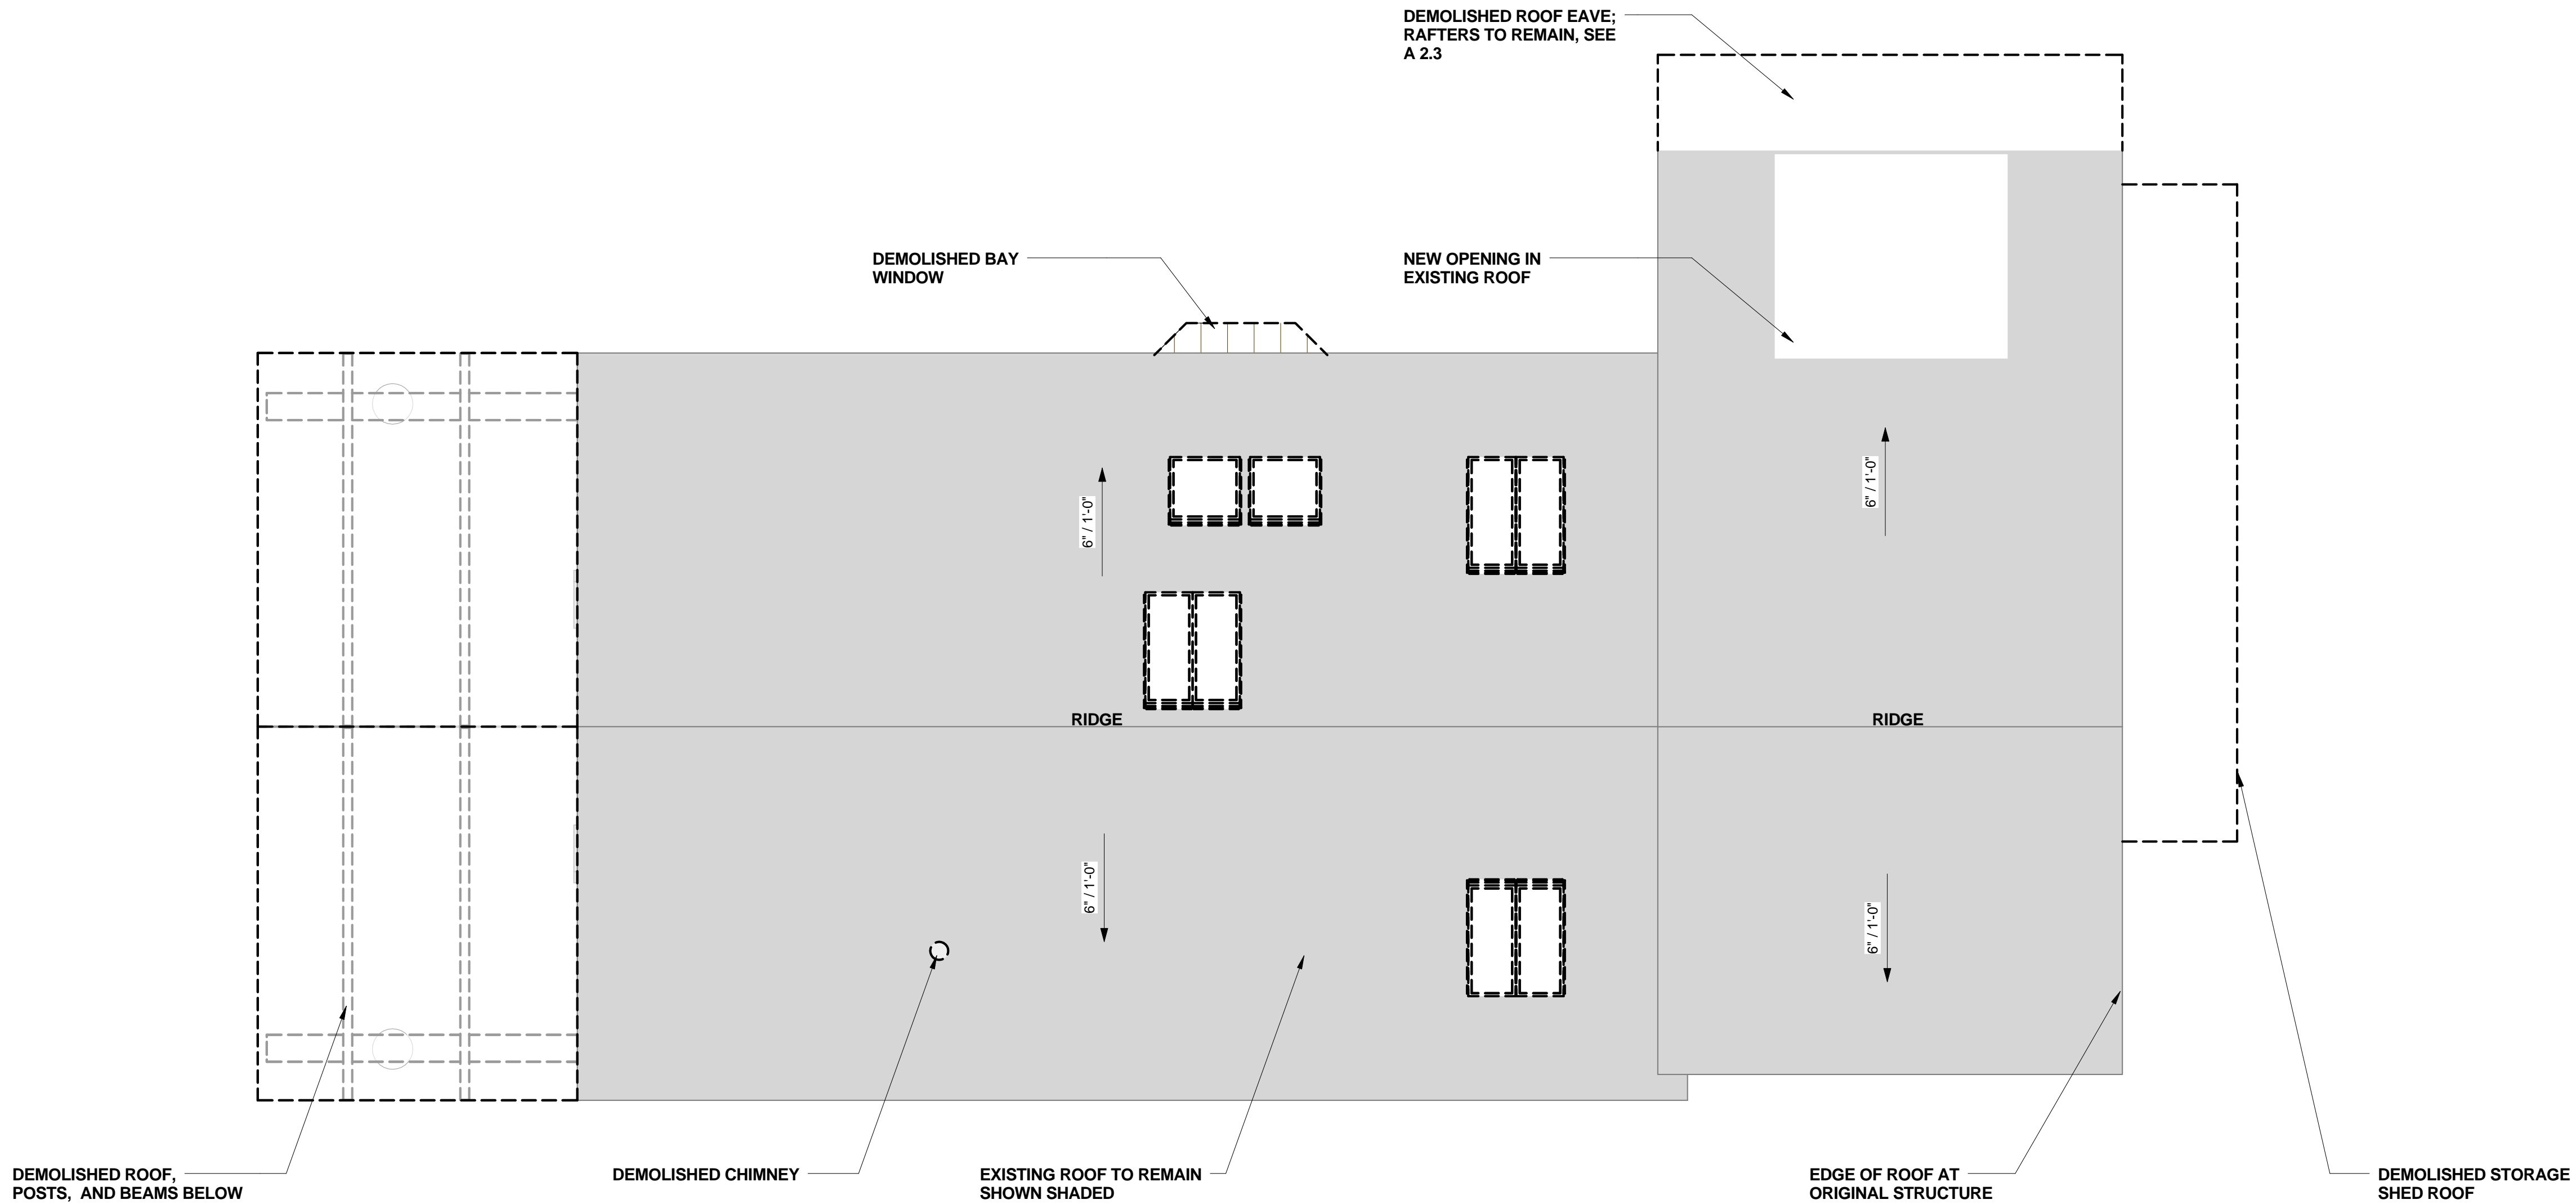 DEMOLISHED ROOF EAVE;
RAFTERS TO REMAIN, SEE
A 2.3
DEMOLISHED BAY
WINDOW
NEW OPENING IN
EXISTING ROOF
6" / 1'-0"
6" / 1'-0"
RIDGE
RIDGE
6" / 1'-0"
6" / 1'-0"
DEMOLISHED ROOF,
POSTS, AND BEAMS BELOW
DEMOLISHED CHIMNEY
EXISTING ROOF TO REMAIN
SHOWN SHADED
EDGE OF ROOF AT
ORIGINAL STRUCTURE
DEMOLISHED STORAGE
SHED ROOF